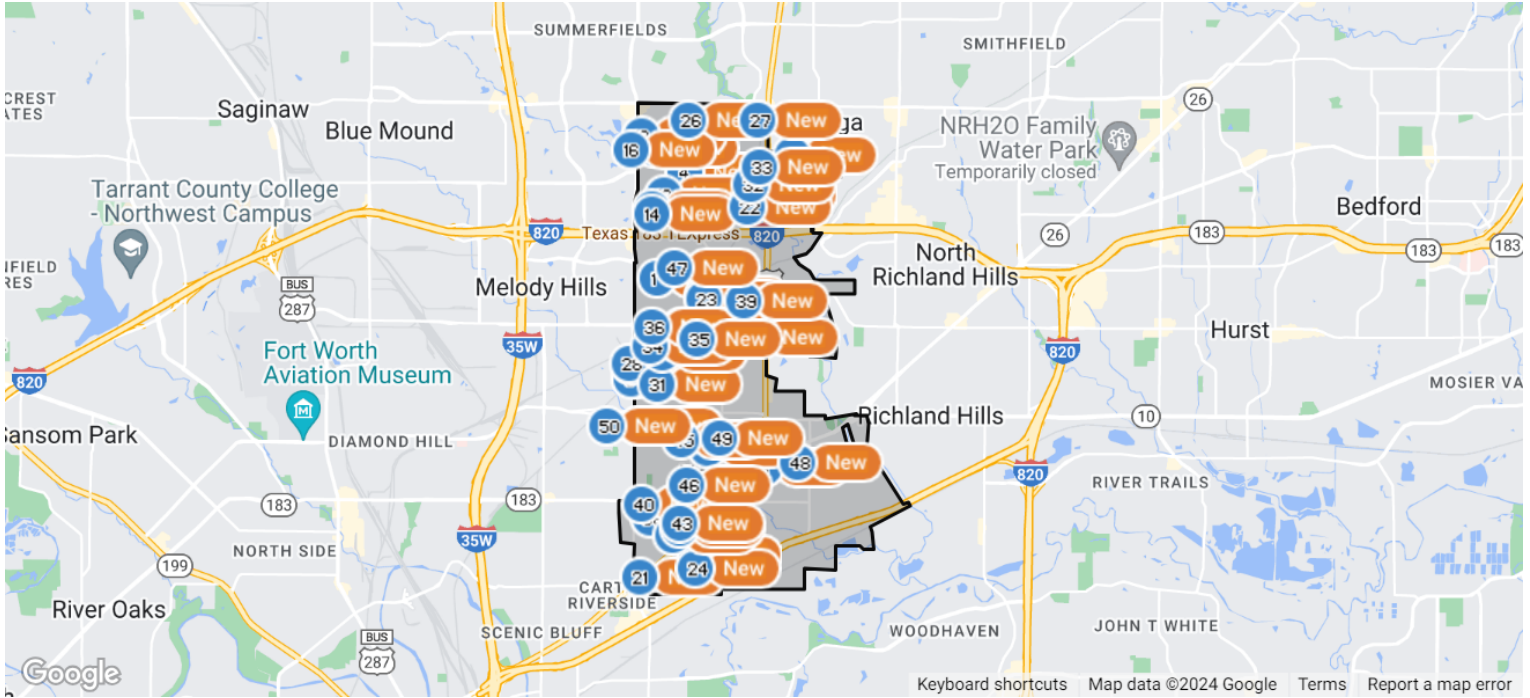 SUMMERFIELDS
SMITHFIELD
Saginaw
Blue Mound
26
26
New
27
New
NRH2O Family
Water Park
Temporarily closed
16
New
33
New
Tarrant County College
- Northwest Campus
14
New
22
New
Bedford
820
820
26
183
183
183
North
Richland Hills
Melody Hills
47
New
BUS
287
23
39
New
36
35
New
New
35W
Hurst
820
820
Fort Worth
Aviation Museum
28
31
New
10
50
New
49
New
Richland Hills
DIAMOND HILL
48
New
820
RIVER TRAILS
46
New
183
183
40
43
New
35W
NORTH SIDE
199
21
24
New
RIVERSIDE
River Oaks
SCENIC BLUFF
WOODHAVEN
JOHN T WHITE
BUS
287
Google
Keyboard shortcuts
Map data ©2024 Google
Terms
Report a map error